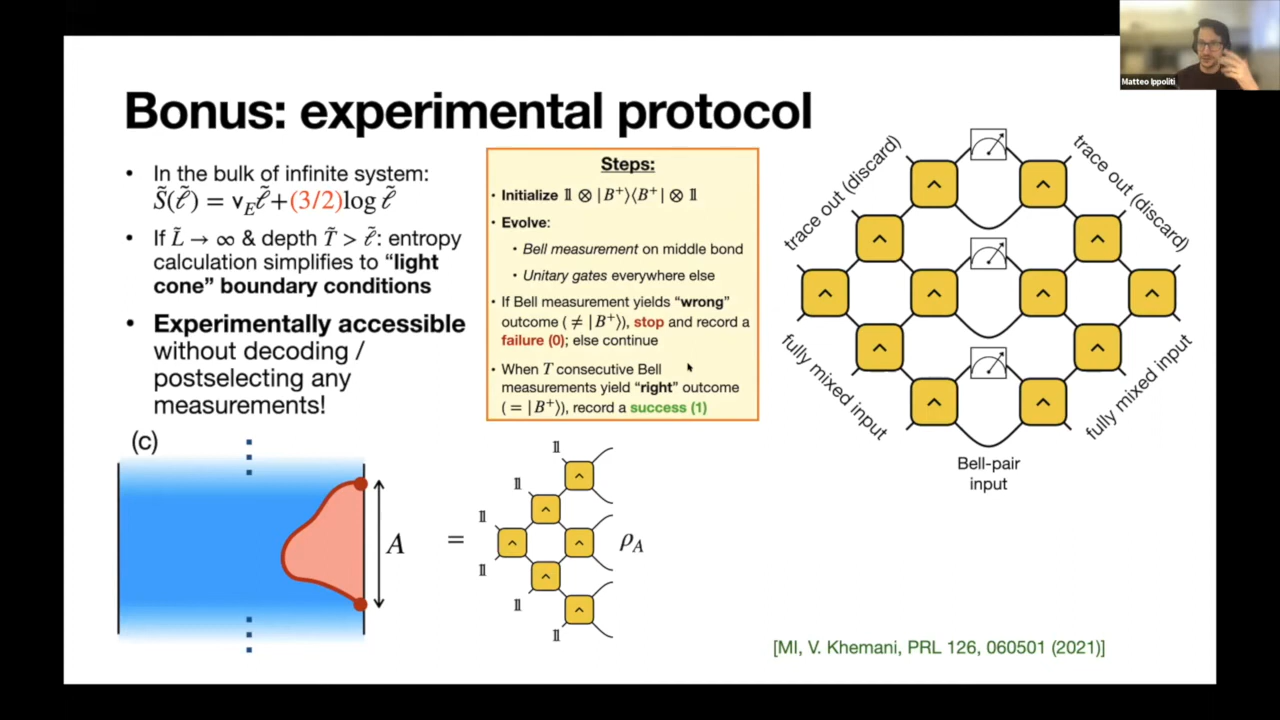 Matteo Ippoliti
Bonus: experimental protocol
• In the bulk of infinite system:
S̃(ℓ̃) = v_E ℓ̃+(3/2)log ℓ̃
• If L̃ → ∞ & depth T̃ > ℓ̃: entropy
calculation simplifies to “light
cone” boundary conditions
• Experimentally accessible
without decoding /
postselecting any
measurements!
Steps:
• Initialize 𝟙 ⊗ |B⁺⟩⟨B⁺| ⊗ 𝟙
• Evolve:
• Bell measurement on middle bond
• Unitary gates everywhere else
• If Bell measurement yields “wrong”
outcome ( ≠ |B⁺⟩), stop and record a
failure (0); else continue
• When T consecutive Bell
measurements yield “right” outcome
( = |B⁺⟩), record a success (1)
trace out (discard)
trace out (discard)
fully mixed input
fully mixed input
Bell-pair
input
(c)
A
=
𝟙
𝟙
𝟙
𝟙
𝟙
𝟙
ρ_A
[MI, V. Khemani, PRL 126, 060501 (2021)]